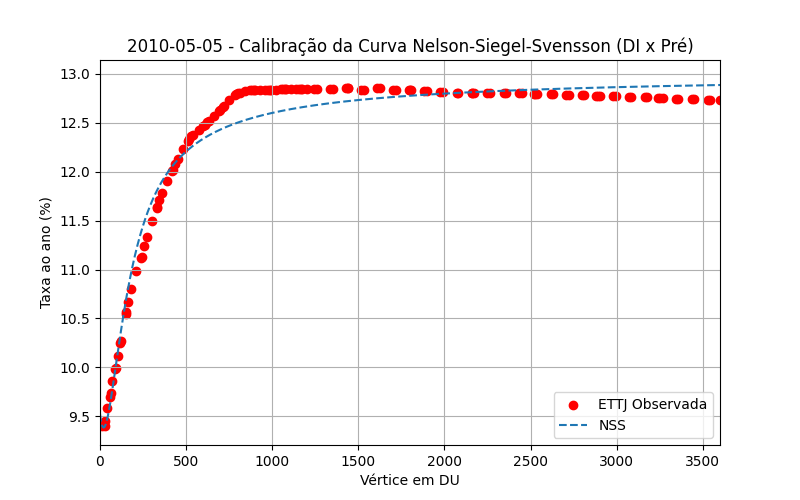 2010-05-05 - Calibração da Curva Nelson-Siegel-Svensson (DI x Pré)
Taxa ao ano (%)
13.0
12.5
12.0
11.5
11.0
10.5
10.0
9.5
0 500 1000 1500 2000 2500 3000 3500
Vértice em DU
ETTJ Observada
NSS